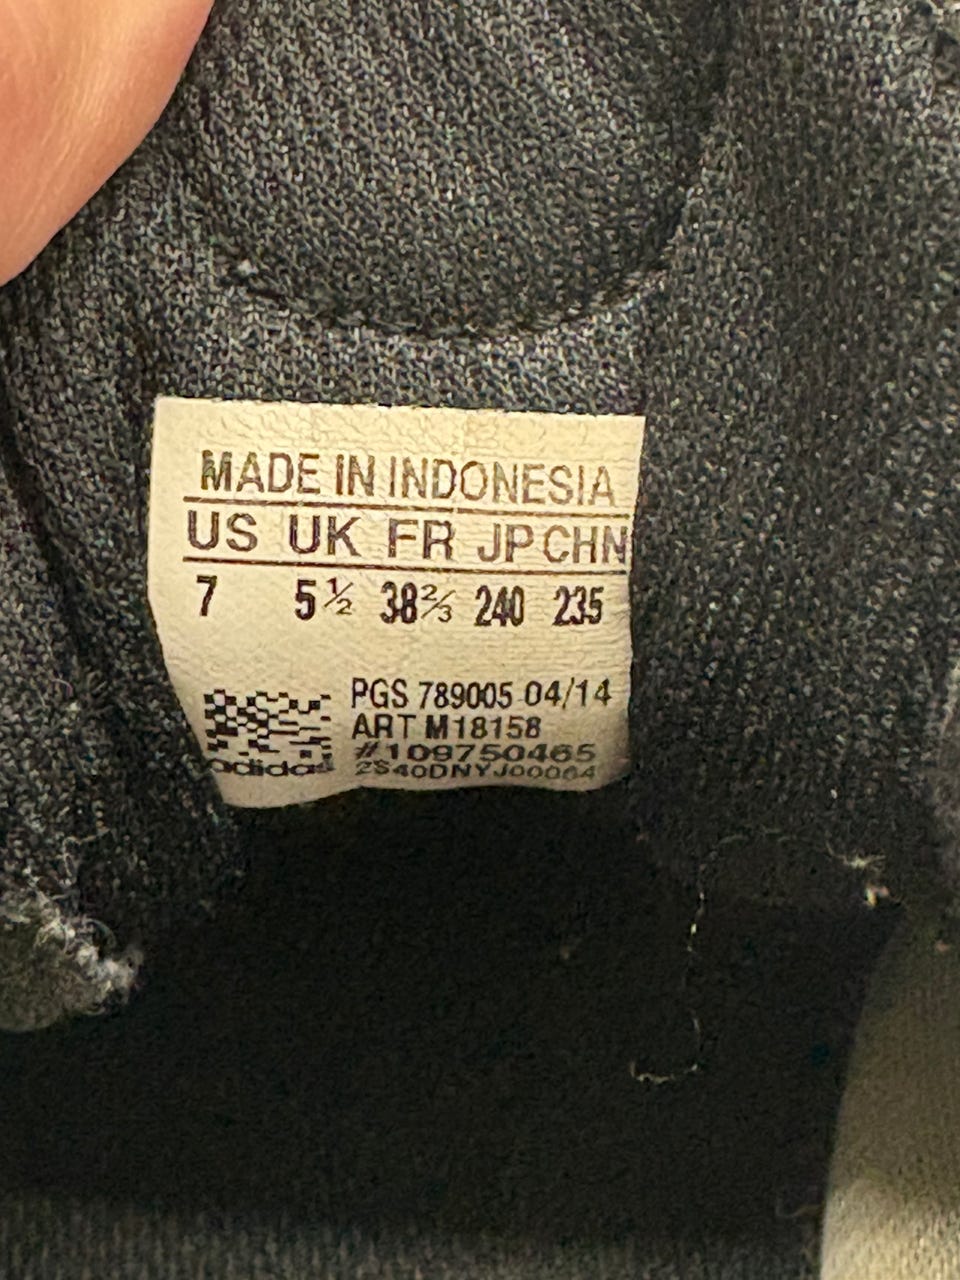 MADE IN INDONESIA
US UK FR JP CHN
7 5½ 38⅔ 240 235
PGS 789005 04/14
ART M18158
#109750465
2S40DNYJ00064
adidas